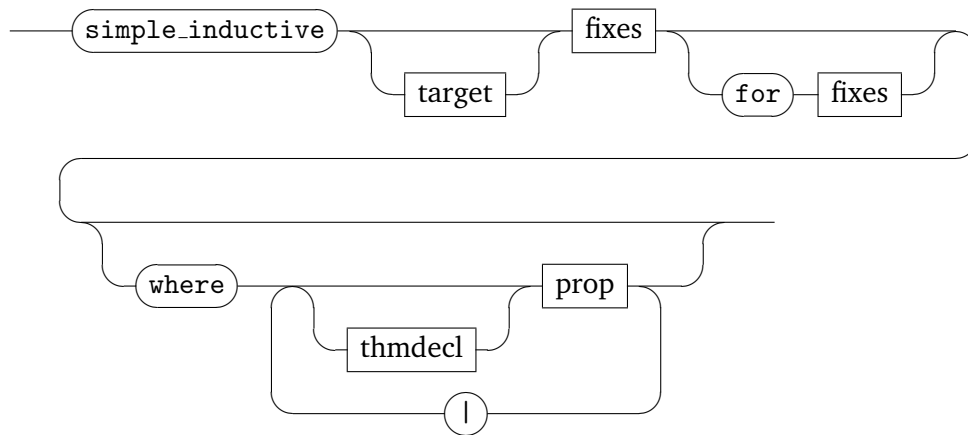 simple_inductive fixes
target for fixes
where prop
thmdecl
|